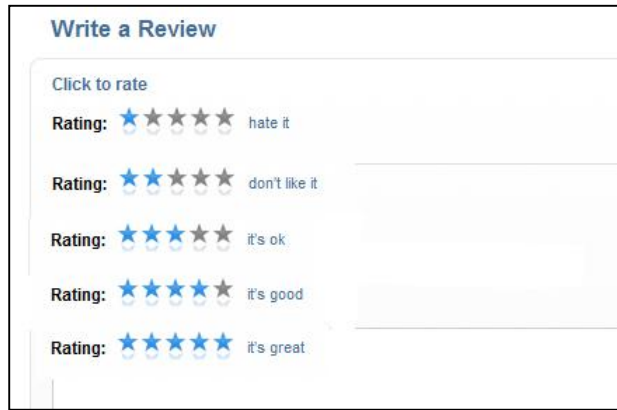 Write a Review
Click to rate
Rating: hate it
Rating: don't like it
Rating: it's ok
Rating: it's good
Rating: it's great